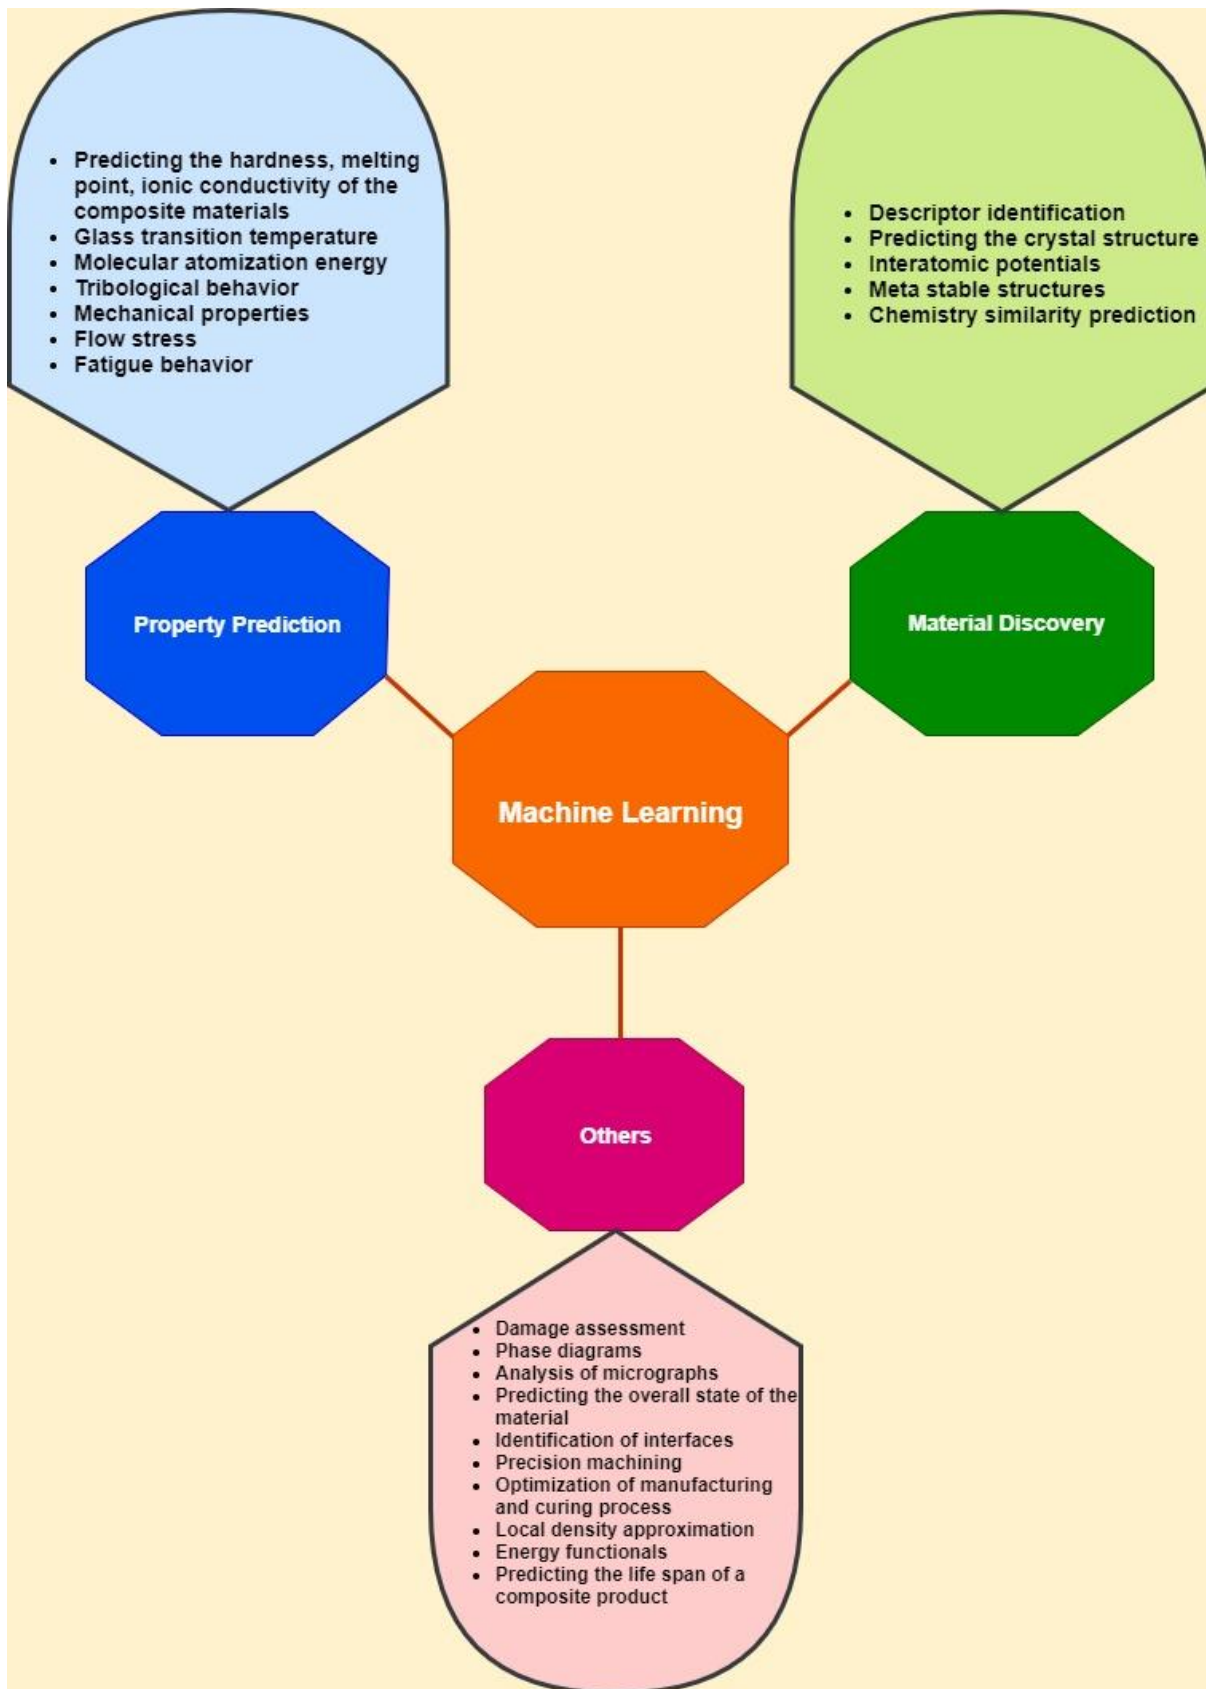 • Predicting the hardness, melting
point, ionic conductivity of the
composite materials
• Glass transition temperature
• Molecular atomization energy
• Tribological behavior
• Mechanical properties
• Flow stress
• Fatigue behavior
• Descriptor identification
• Predicting the crystal structure
• Interatomic potentials
• Meta stable structures
• Chemistry similarity prediction
Property Prediction
Material Discovery
Machine Learning
Others
• Damage assessment
• Phase diagrams
• Analysis of micrographs
• Predicting the overall state of the
material
• Identification of interfaces
• Precision machining
• Optimization of manufacturing
and curing process
• Local density approximation
• Energy functionals
• Predicting the life span of a
composite product